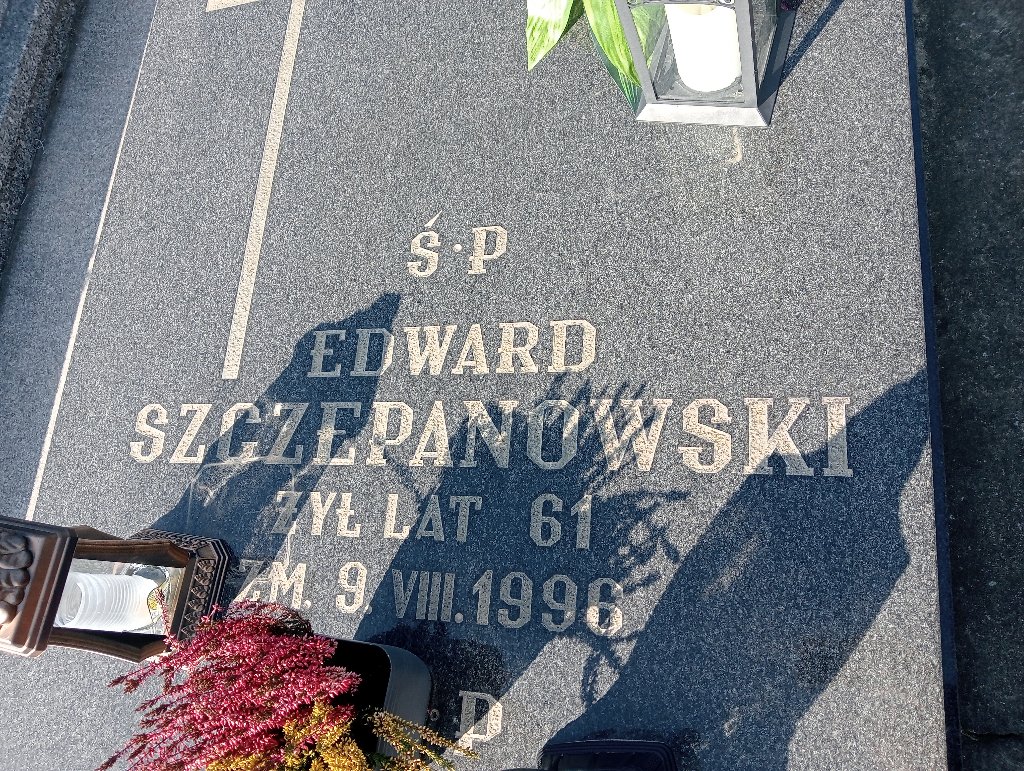 Ś·P
EDWARD
SZCZEPANOWSKI
ŻYŁ LAT 61
ZM. 9. VIII. 1996
P